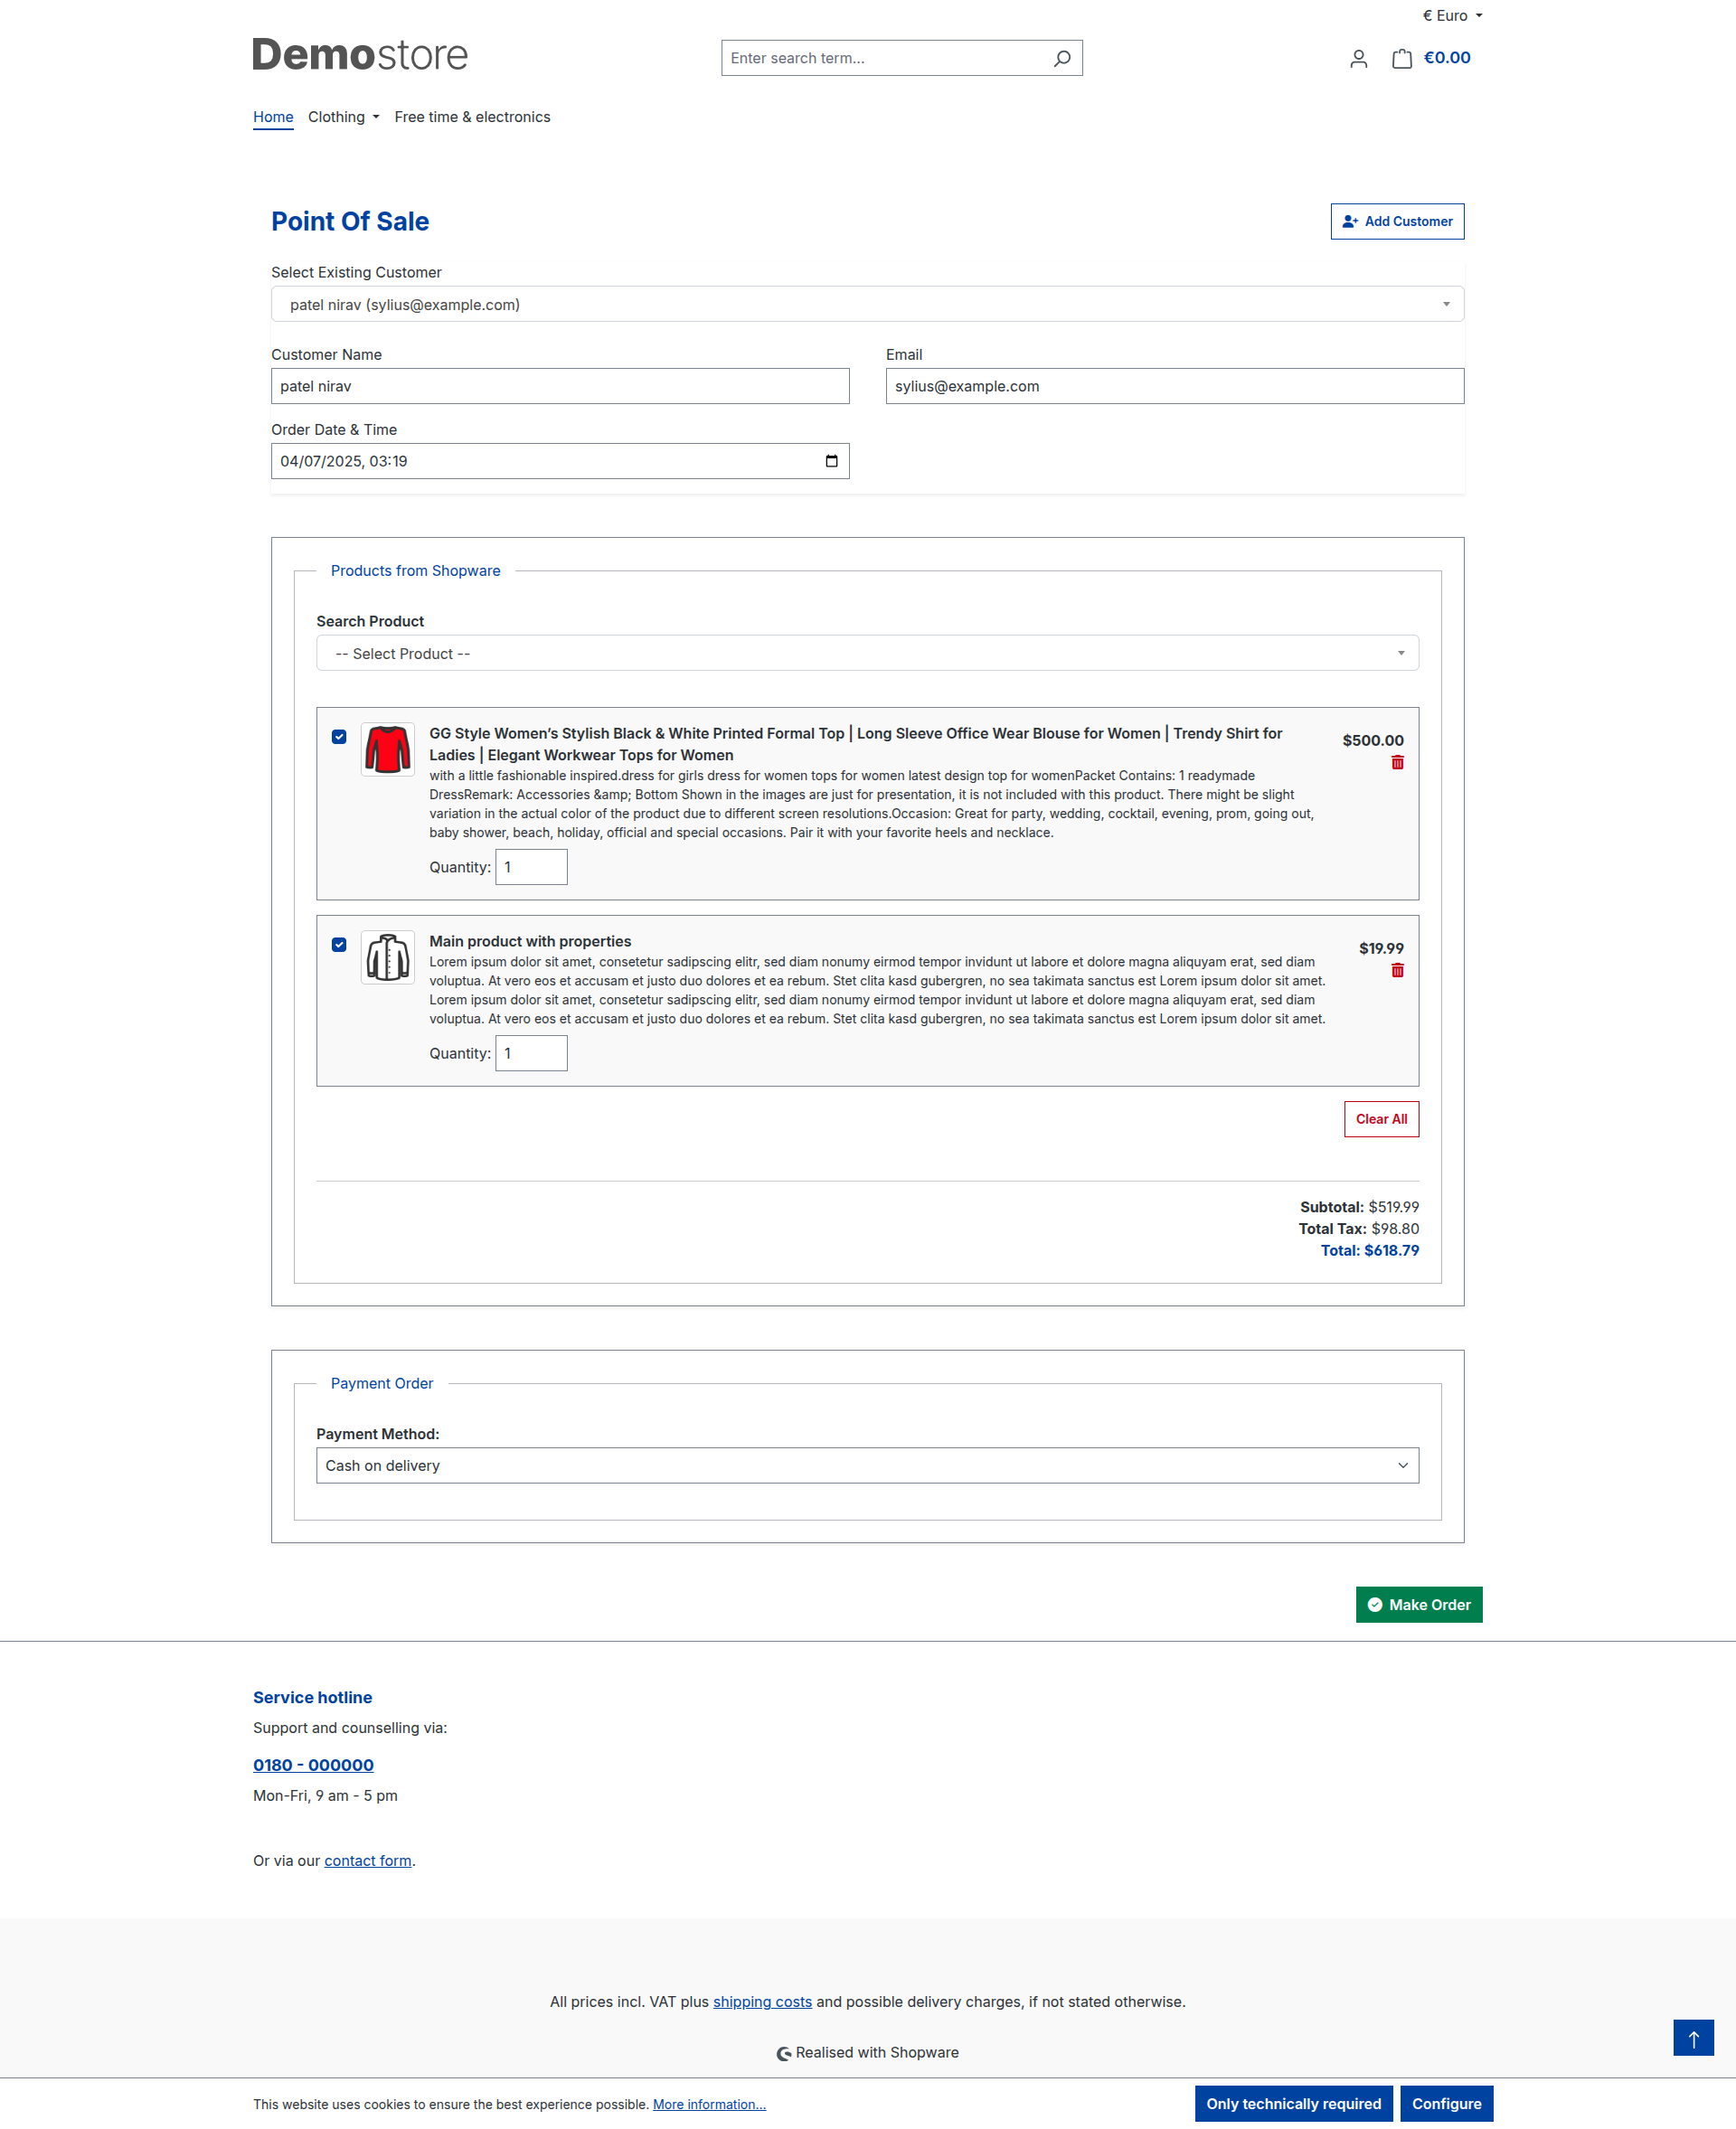 € Euro
Demostore
Enter search term...
€0.00
Home Clothing Free time & electronics
Point Of Sale
Add Customer
Select Existing Customer
patel nirav (sylius@example.com)
Customer Name
Email
patel nirav
sylius@example.com
Order Date & Time
04/07/2025, 03:19
Products from Shopware
Search Product
-- Select Product --
GG Style Women’s Stylish Black & White Printed Formal Top | Long Sleeve Office Wear Blouse for Women | Trendy Shirt for
Ladies | Elegant Workwear Tops for Women
$500.00
with a little fashionable inspired.dress for girls dress for women tops for women latest design top for womenPacket Contains: 1 readymade
DressRemark: Accessories &amp; Bottom Shown in the images are just for presentation, it is not included with this product. There might be slight
variation in the actual color of the product due to different screen resolutions.Occasion: Great for party, wedding, cocktail, evening, prom, going out,
baby shower, beach, holiday, official and special occasions. Pair it with your favorite heels and necklace.
Quantity: 1
Main product with properties
$19.99
Lorem ipsum dolor sit amet, consetetur sadipscing elitr, sed diam nonumy eirmod tempor invidunt ut labore et dolore magna aliquyam erat, sed diam
voluptua. At vero eos et accusam et justo duo dolores et ea rebum. Stet clita kasd gubergren, no sea takimata sanctus est Lorem ipsum dolor sit amet.
Lorem ipsum dolor sit amet, consetetur sadipscing elitr, sed diam nonumy eirmod tempor invidunt ut labore et dolore magna aliquyam erat, sed diam
voluptua. At vero eos et accusam et justo duo dolores et ea rebum. Stet clita kasd gubergren, no sea takimata sanctus est Lorem ipsum dolor sit amet.
Quantity: 1
Clear All
Subtotal: $519.99
Total Tax: $98.80
Total: $618.79
Payment Order
Payment Method:
Cash on delivery
Make Order
Service hotline
Support and counselling via:
0180 - 000000
Mon-Fri, 9 am - 5 pm
Or via our contact form.
All prices incl. VAT plus shipping costs and possible delivery charges, if not stated otherwise.
Realised with Shopware
This website uses cookies to ensure the best experience possible. More information...
Only technically required
Configure